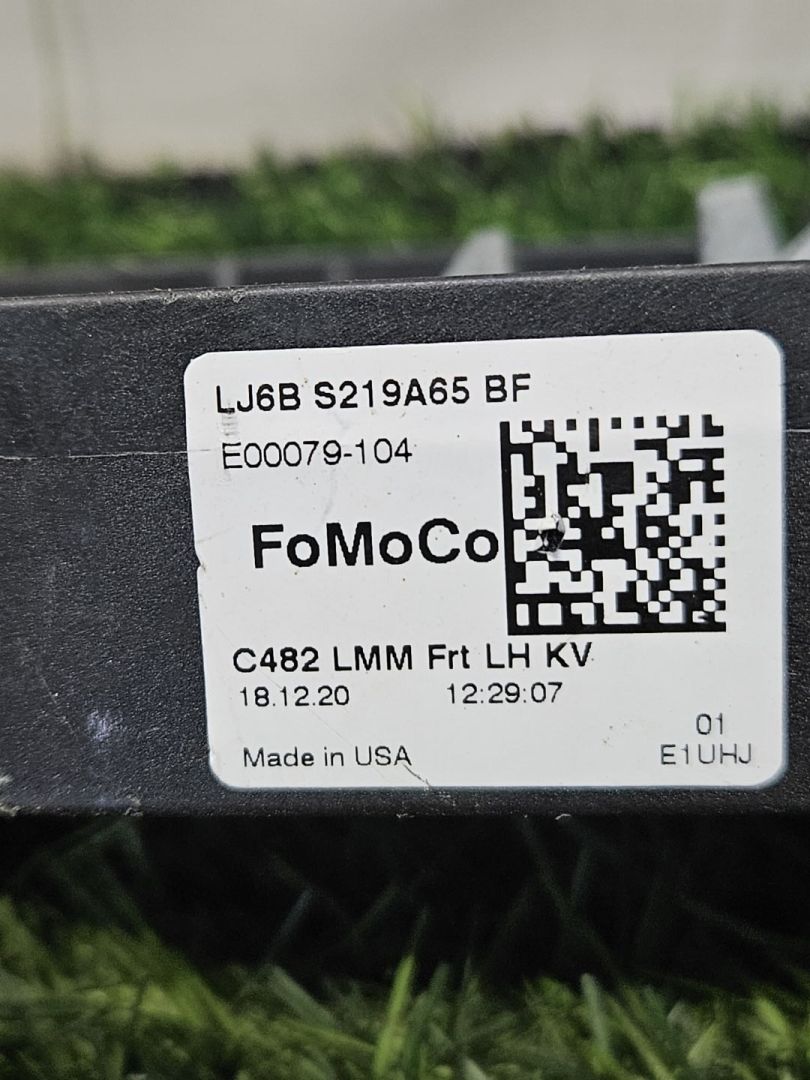 LJ6B S219A65 BF
E00079-104
FoMoCo
C482 LMM Frt LH KV
18.12.20 12:29:07
01
Made in USA E1UHJ